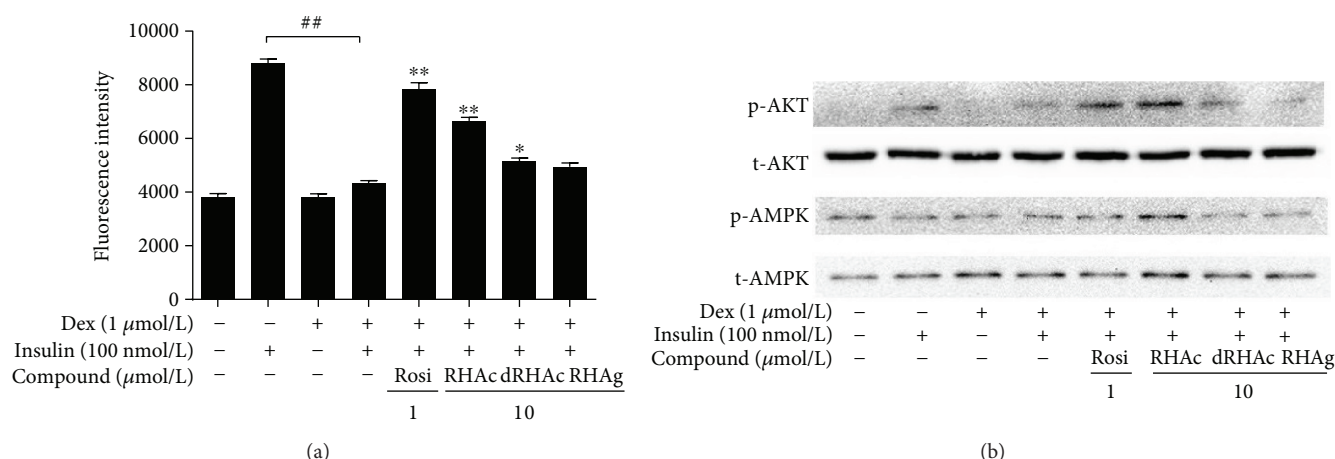 10000
8000
6000
4000
2000
0
Fluorescence intensity
##
**
**
*
Dex (1 μmol/L) – – + + + + + +
Insulin (100 nmol/L) – + – + + + + +
Compound (μmol/L) – – – – Rosi RHAc dRHAc RHAg
1 10
(a)
p-AKT
t-AKT
p-AMPK
t-AMPK
Dex (1 μmol/L) – – + + + + + +
Insulin (100 nmol/L) – + – + + + + +
Compound (μmol/L) – – – – Rosi RHAc dRHAc RHAg
1 10
(b)